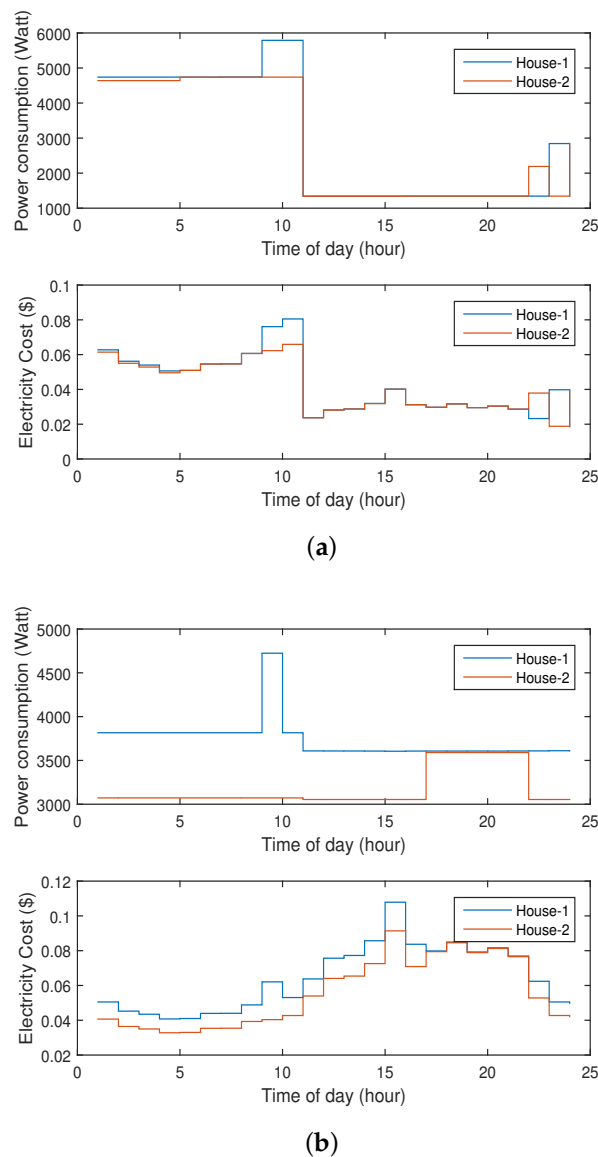 Power consumption (Watt)
6000
5000
4000
3000
2000
1000
0 5 10 15 20 25
Time of day (hour)
House-1
House-2
Electricity Cost ($)
0.1
0.08
0.06
0.04
0.02
0
0 5 10 15 20 25
Time of day (hour)
House-1
House-2
(a)
Power consumption (Watt)
5000
4500
4000
3500
3000
0 5 10 15 20 25
Time of day (hour)
House-1
House-2
Electricity Cost ($)
0.12
0.1
0.08
0.06
0.04
0.02
0 5 10 15 20 25
Time of day (hour)
House-1
House-2
(b)